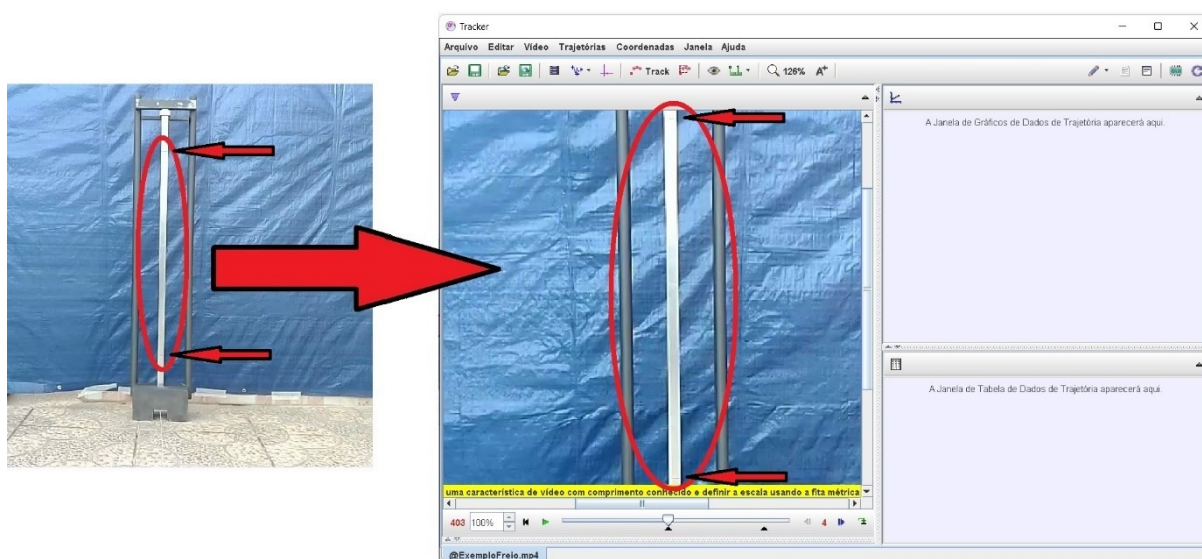 Tracker
Arquivo Editar Vídeo Trajetórias Coordenadas Janela Ajuda
Track 126% A+
A Janela de Gráficos de Dados de Trajetória aparecerá aqui.
A Janela de Tabela de Dados de Trajetória aparecerá aqui.
uma característica de vídeo com comprimento conhecido e definir a escala usando a fita métrica
403 100% 4
@ExemploFreio.mp4